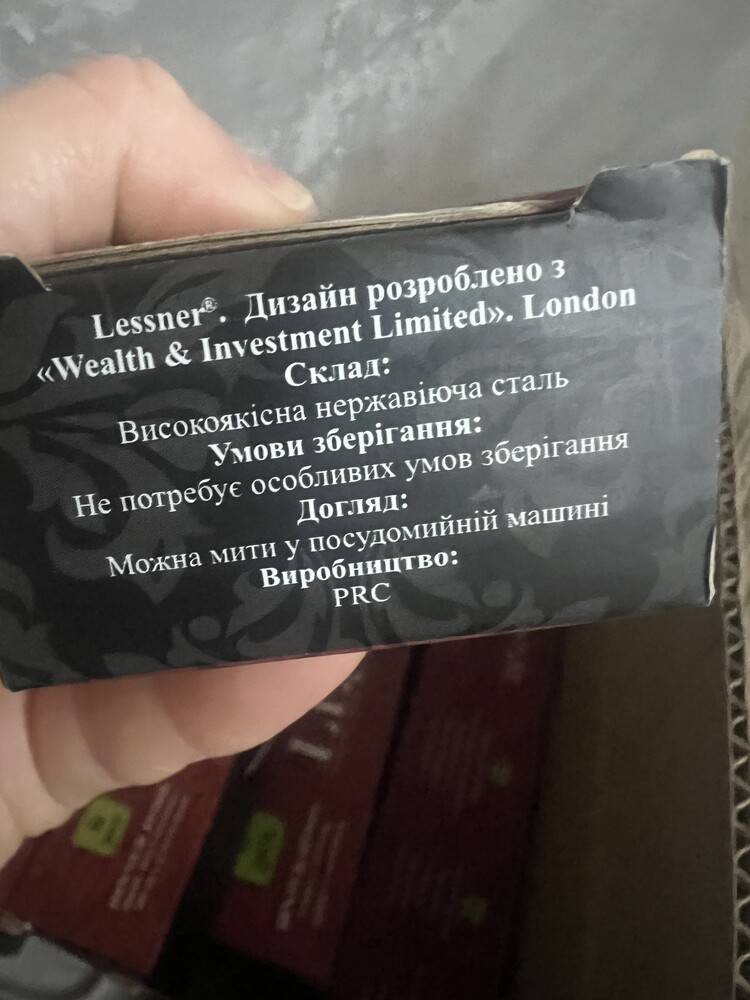 Lessner®. Дизайн розроблено з
«Wealth & Investment Limited». London
Склад:
Високоякісна нержавіюча сталь
Умови зберігання:
Не потребує особливих умов зберігання
Догляд:
Можна мити у посудомийній машині
Виробництво:
PRC